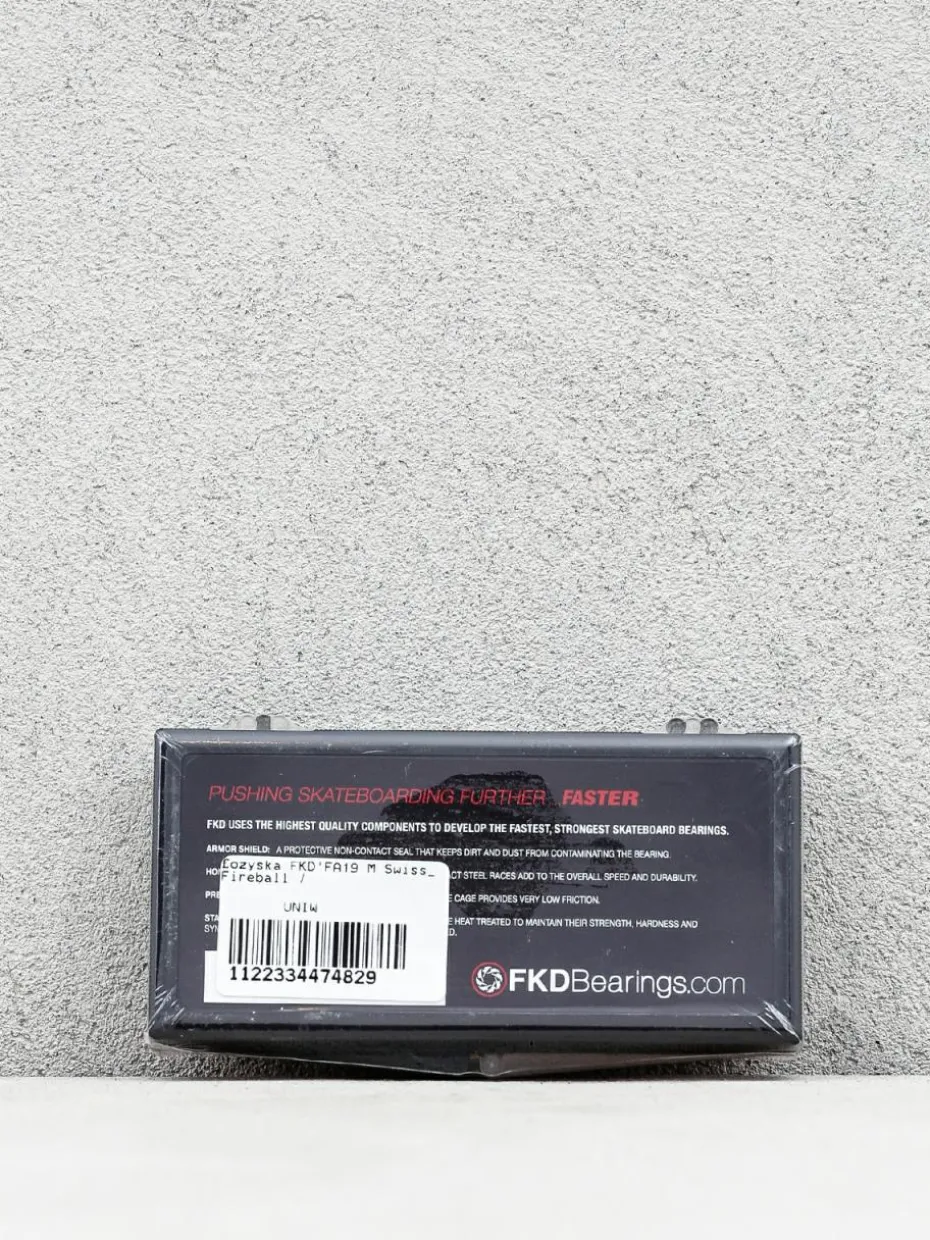 PUSHING SKATEBOARDING FURTHER FASTER
FKD USES THE HIGHEST QUALITY COMPONENTS TO DEVELOP THE FASTEST, STRONGEST SKATEBOARD BEARINGS.
ARMOR SHIELD: A PROTECTIVE NON-CONTACT SEAL THAT KEEPS DIRT AND DUST FROM CONTAMINATING THE BEARING.
STEEL RACES ADD TO THE OVERALL SPEED AND DURABILITY.
CAGE PROVIDES VERY LOW FRICTION.
HEAT TREATED TO MAINTAIN THEIR STRENGTH, HARDNESS AND
Łozyska FKD'FA19 M Swiss_
Fireball /
UNIW
1122334474829
FKDBearings.com